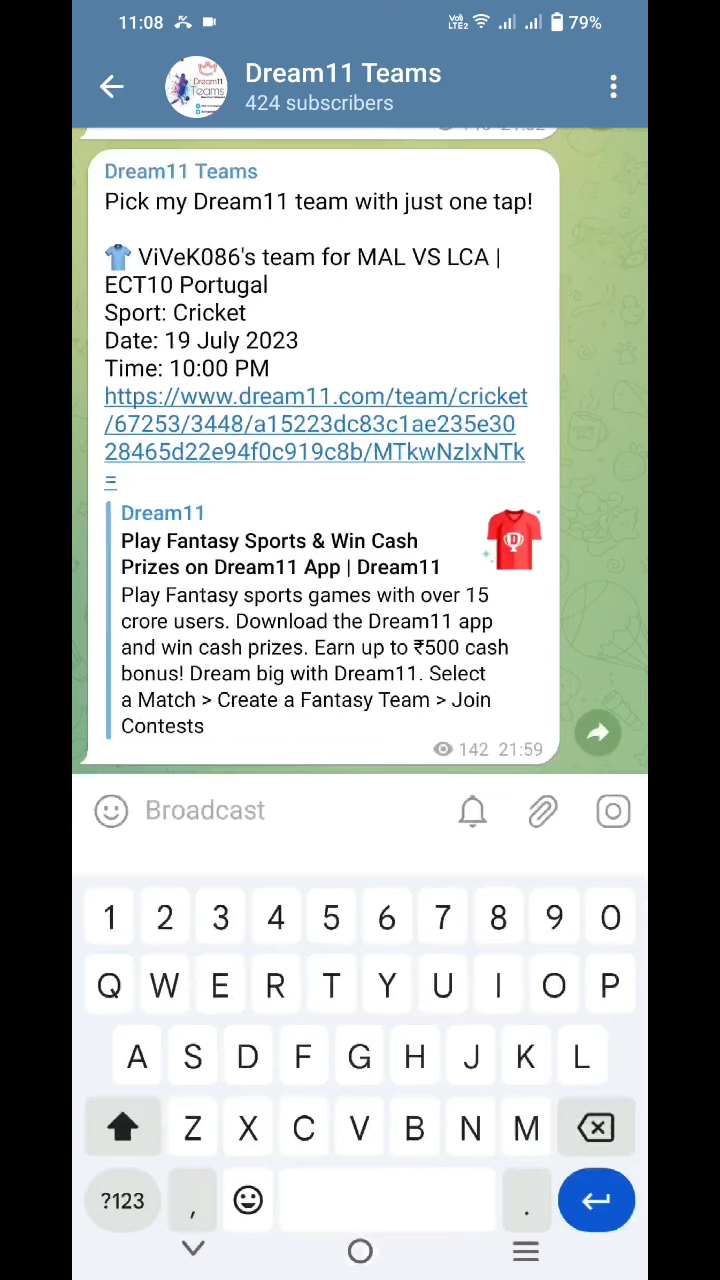 11:08
Vo)
LTE2
79%
Dream11
Teams
Dream11 Teams
424 subscribers
Dream11 Teams
Pick my Dream11 team with just one tap!
ViVeK086's team for MAL VS LCA |
ECT10 Portugal
Sport: Cricket
Date: 19 July 2023
Time: 10:00 PM
https://www.dream11.com/team/cricket
/67253/3448/a15223dc83c1ae235e30
28465d22e94f0c919c8b/MTkwNzIxNTk
=
Dream11
Play Fantasy Sports & Win Cash
Prizes on Dream11 App | Dream11
Play Fantasy sports games with over 15
crore users. Download the Dream11 app
and win cash prizes. Earn up to ₹500 cash
bonus! Dream big with Dream11. Select
a Match > Create a Fantasy Team > Join
Contests
142 21:59
Broadcast
1 2 3 4 5 6 7 8 9 0
Q W E R T Y U I O P
A S D F G H J K L
Z X C V B N M
?123 , .